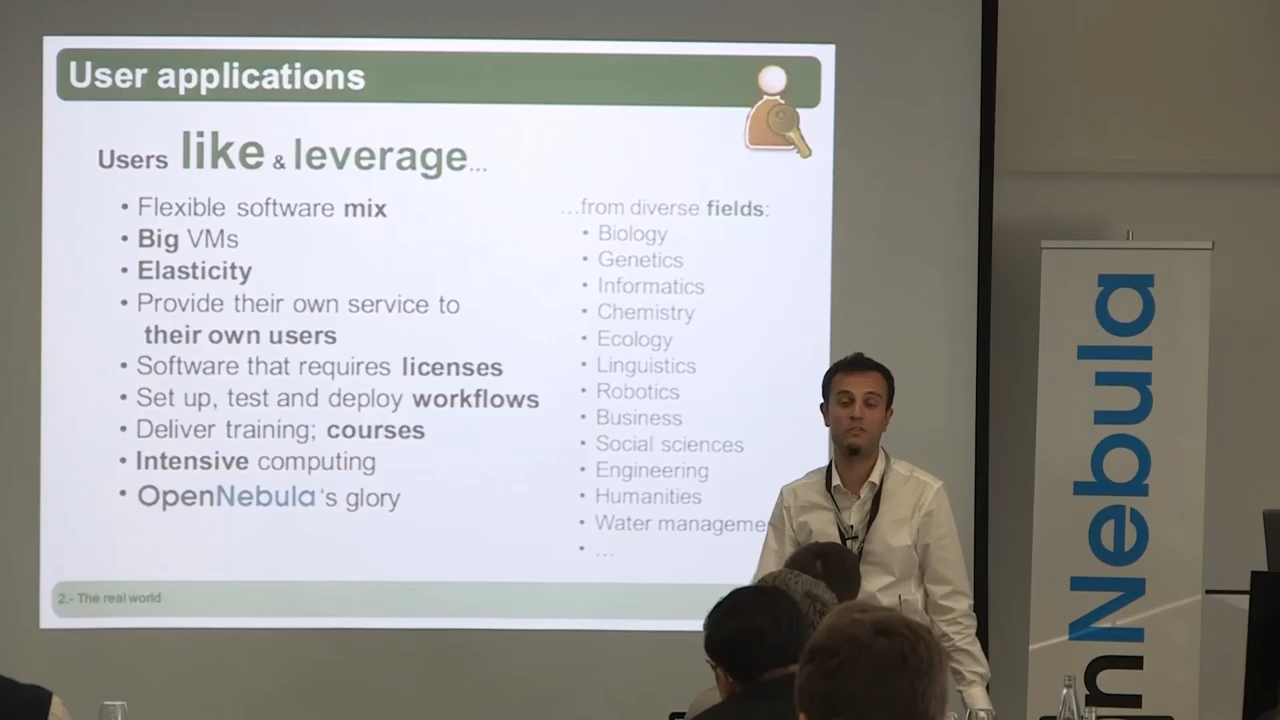 User applications
Users like & leverage...
• Flexible software mix
• Big VMs
• Elasticity
• Provide their own service to
their own users
• Software that requires licenses
• Set up, test and deploy workflows
• Deliver training; courses
• Intensive computing
• OpenNebula‘s glory
...from diverse fields:
• Biology
• Genetics
• Informatics
• Chemistry
• Ecology
• Linguistics
• Robotics
• Business
• Social sciences
• Engineering
• Humanities
• Water manageme
• ...
2.- The real world
nNebula